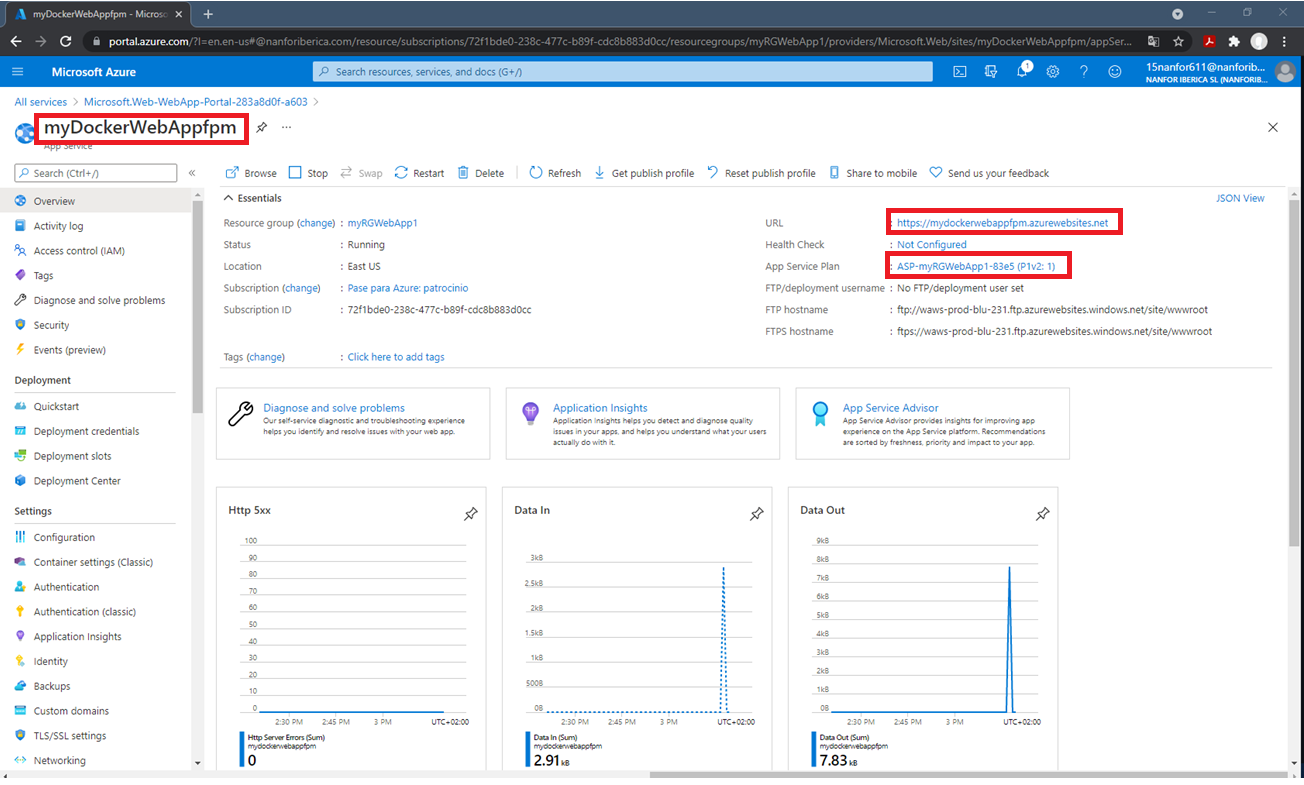 myDockerWebAppfpm - Microso
portal.azure.com/?l=en.en-us#@nanforiberica.com/resource/subscriptions/72f1bde0-238c-477c-b89f-cdc8b883d0cc/resourcegroups/myRGWebApp1/providers/Microsoft.Web/sites/myDockerWebAppfpm/appSer...
Microsoft Azure
Search resources, services, and docs (G+/)
1
15nanfor611@nanforib...
NANFOR IBERICA SL (NANFORIB...
All services > Microsoft.Web-WebApp-Portal-283a8d0f-a603 >
myDockerWebAppfpm
App Service
Search (Ctrl+/)
Browse Stop Swap Restart Delete Refresh Get publish profile Reset publish profile Share to mobile Send us your feedback
Overview
Activity log
Access control (IAM)
Tags
Diagnose and solve problems
Security
Events (preview)
Deployment
Quickstart
Deployment credentials
Deployment slots
Deployment Center
Settings
Configuration
Container settings (Classic)
Authentication
Authentication (classic)
Application Insights
Identity
Backups
Custom domains
TLS/SSL settings
Networking
Essentials
JSON View
Resource group (change) : myRGWebApp1
Status : Running
Location : East US
Subscription (change) : Pase para Azure: patrocinio
Subscription ID : 72f1bde0-238c-477c-b89f-cdc8b883d0cc
Tags (change) : Click here to add tags
URL : https://mydockerwebappfpm.azurewebsites.net
Health Check : Not Configured
App Service Plan : ASP-myRGWebApp1-83e5 (P1v2: 1)
FTP/deployment username : No FTP/deployment user set
FTP hostname : ftp://waws-prod-blu-231.ftp.azurewebsites.windows.net/site/wwwroot
FTPS hostname : ftps://waws-prod-blu-231.ftp.azurewebsites.windows.net/site/wwwroot
Diagnose and solve problems
Our self-service diagnostic and troubleshooting experience
helps you identify and resolve issues with your web app.
Application Insights
Application Insights helps you detect and diagnose quality
issues in your apps, and helps you understand what your users
actually do with it.
App Service Advisor
App Service Advisor provides insights for improving app
experience on the App Service platform. Recommendations
are sorted by freshness, priority and impact to your app.
Http 5xx
100
90
80
70
60
50
40
30
20
10
0
2:30 PM 2:45 PM 3 PM UTC+02:00
Http Server Errors (Sum)
mydockerwebappfpm
0
Data In
3kB
2.5kB
2kB
1.5kB
1kB
500B
0B
2:30 PM 2:45 PM 3 PM UTC+02:00
Data In (Sum)
mydockerwebappfpm
2.91 kB
Data Out
9kB
8kB
7kB
6kB
5kB
4kB
3kB
2kB
1kB
0B
2:30 PM 2:45 PM 3 PM UTC+02:00
Data Out (Sum)
mydockerwebappfpm
7.83 kB